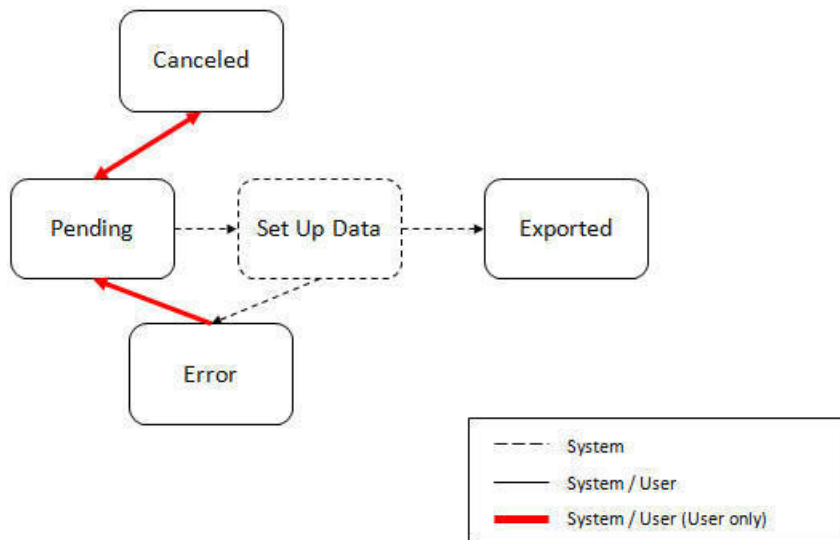 Canceled
Pending
Set Up Data
Exported
Error
System
System / User
System / User (User only)